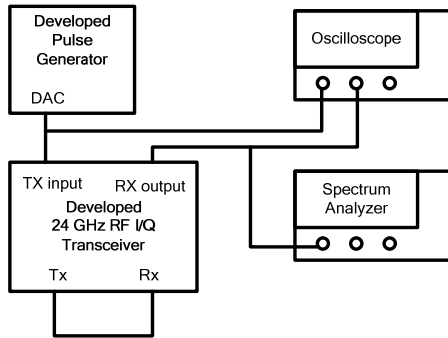 Developed
Pulse
Generator
DAC
Oscilloscope
TX input
RX output
Developed
24 GHz RF I/Q
Transceiver
Tx
Rx
Spectrum
Analyzer